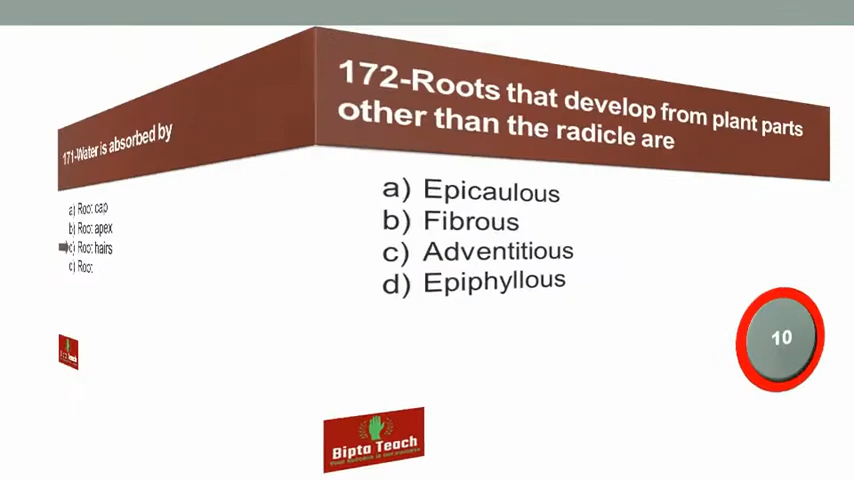 171-Water is absorbed by
a) Root cap
b) Root apex
c) Root hairs
d) Root
172-Roots that develop from plant parts
other than the radicle are
a) Epicaulous
b) Fibrous
c) Adventitious
d) Epiphyllous
10
Bipta Teach